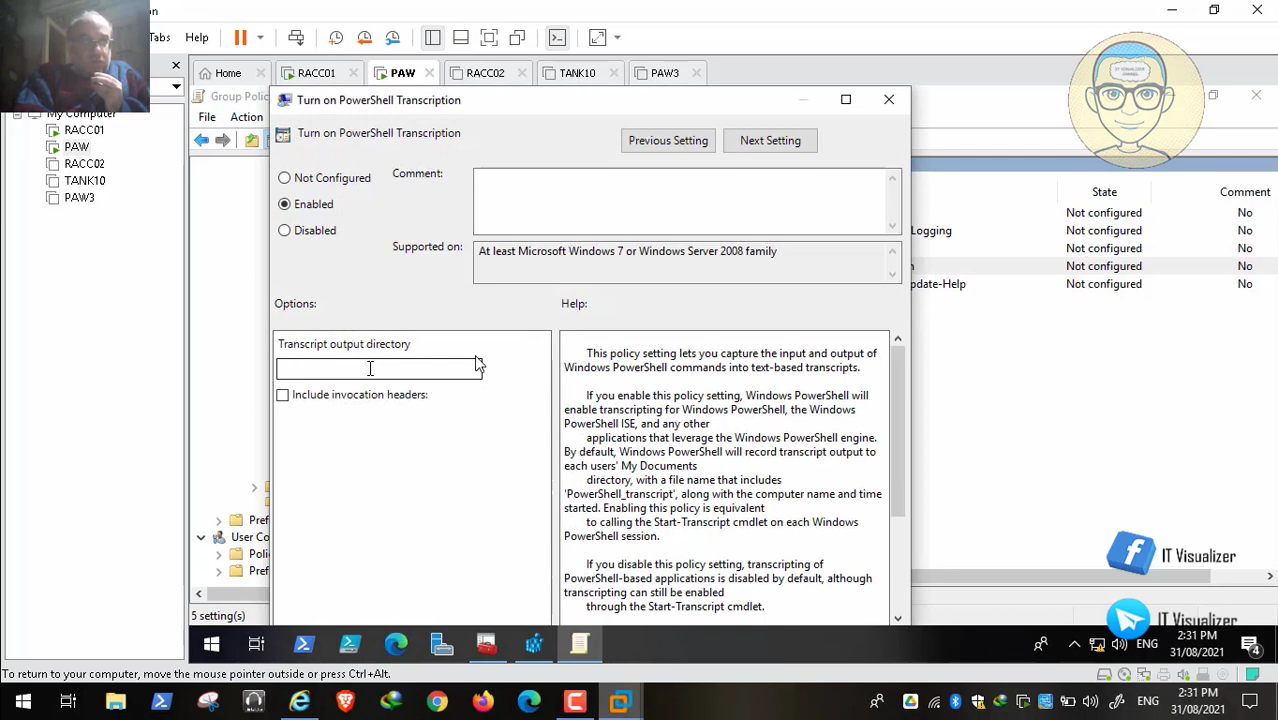 on
Tabs Help
Home RACC01 PAW RACC02 TANK10 PAW3
My Computer
RACC01
PAW
RACC02
TANK10
PAW3
Group Polic
File Action
Turn on PowerShell Transcription
Turn on PowerShell Transcription
Previous Setting Next Setting
Not Configured
Enabled
Disabled
Comment:
Supported on:
At least Microsoft Windows 7 or Windows Server 2008 family
Options: Help:
Transcript output directory
Include invocation headers:
This policy setting lets you capture the input and output of
Windows PowerShell commands into text-based transcripts.
If you enable this policy setting, Windows PowerShell will
enable transcripting for Windows PowerShell, the Windows
PowerShell ISE, and any other
applications that leverage the Windows PowerShell engine.
By default, Windows PowerShell will record transcript output to
each users' My Documents
directory, with a file name that includes
'PowerShell_transcript', along with the computer name and time
started. Enabling this policy is equivalent
to calling the Start-Transcript cmdlet on each Windows
PowerShell session.
If you disable this policy setting, transcripting of
PowerShell-based applications is disabled by default, although
transcripting can still be enabled
through the Start-Transcript cmdlet.
IT VISUALIZER
CHANNEL
State Comment
Not configured No
Logging Not configured No
n Not configured No
pdate-Help Not configured No
Pref
User Co
Polic
Pref
5 setting(s)
IT Visualizer
IT Visualizer
ENG
2:31 PM
31/08/2021
4
To return to your computer, move the mouse pointer outside or press Ctrl+Alt.
ENG
2:31 PM
31/08/2021